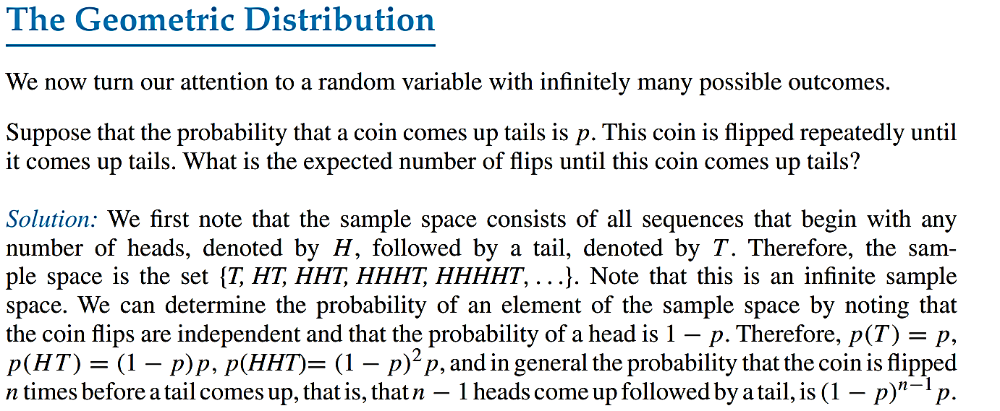 The Geometric Distribution
We now turn our attention to a random variable with infinitely many possible outcomes.
Suppose that the probability that a coin comes up tails is p. This coin is flipped repeatedly until
it comes up tails. What is the expected number of flips until this coin comes up tails?
Solution: We first note that the sample space consists of all sequences that begin with any
number of heads, denoted by H, followed by a tail, denoted by T. Therefore, the sam-
ple space is the set {T, HT, HHT, HHHT, HHHHT, . . .}. Note that this is an infinite sample
space. We can determine the probability of an element of the sample space by noting that
the coin flips are independent and that the probability of a head is 1 − p. Therefore, p(T) = p,
p(HT) = (1 − p)p, p(HHT)= (1 − p)²p, and in general the probability that the coin is flipped
n times before a tail comes up, that is, that n − 1 heads come up followed by a tail, is (1 − p)ⁿ⁻¹p.